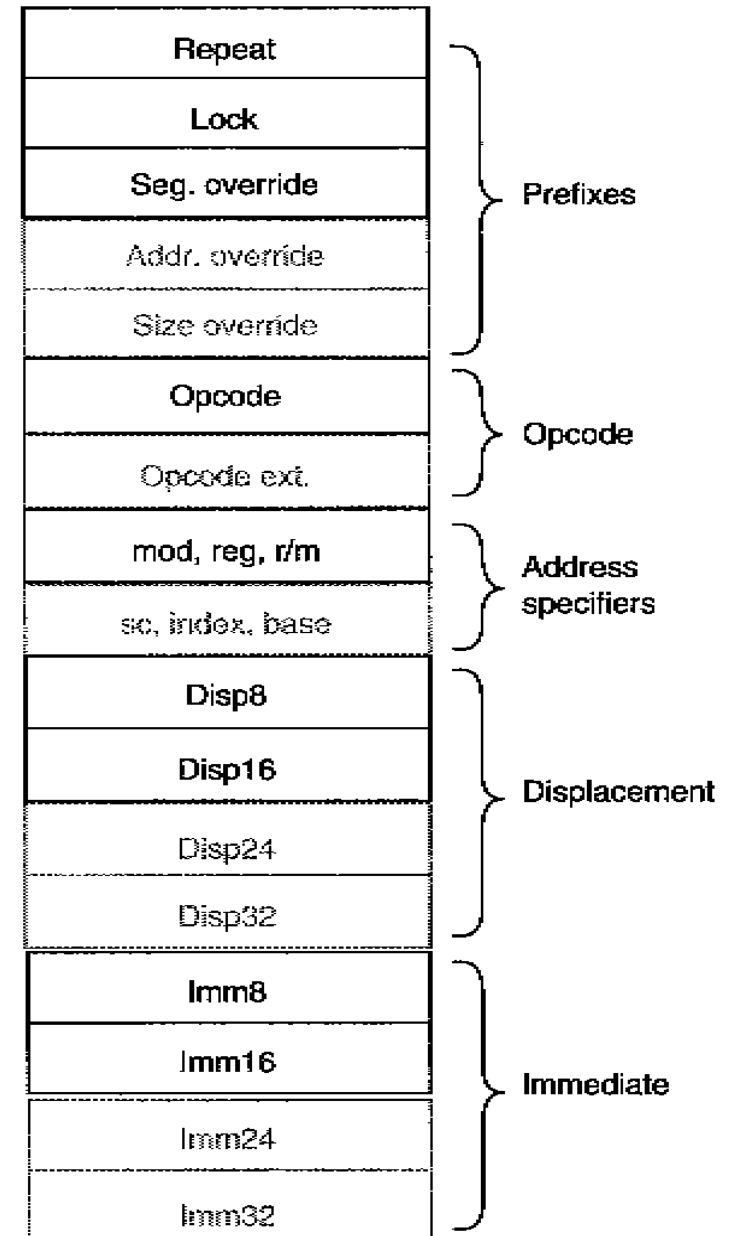 Repeat
Lock
Seg. override
Addr. override
Size override
Prefixes
Opcode
Opcode ext.
Opcode
mod, reg, r/m
sc, index, base
Address
specifiers
Disp8
Disp16
Disp24
Disp32
Displacement
Imm8
Imm16
Imm24
Imm32
Immediate